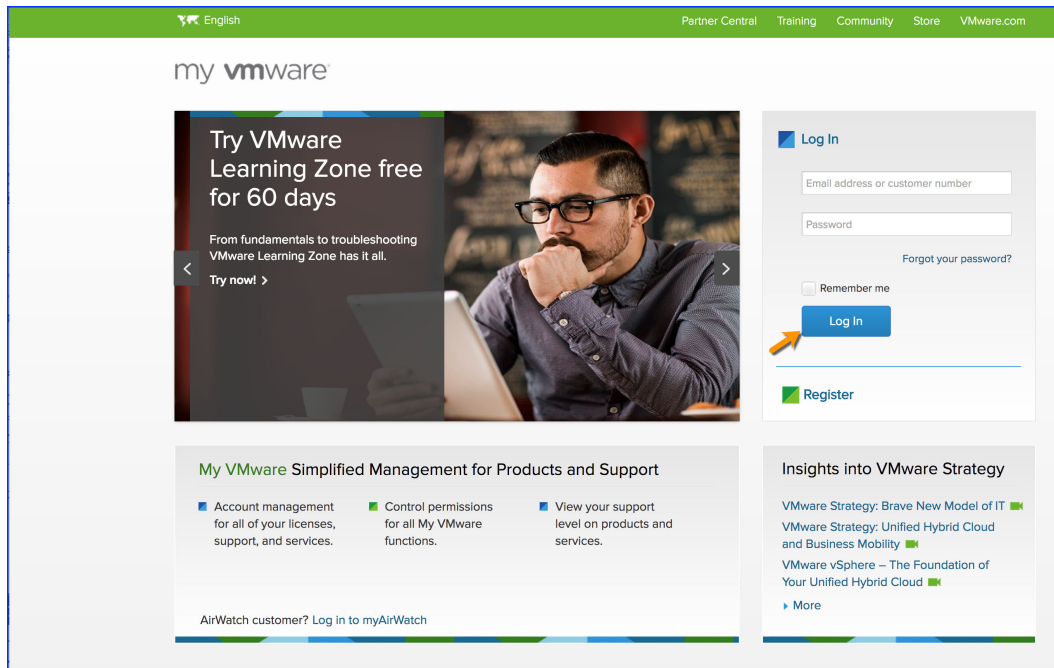 English
Partner Central Training Community Store VMware.com
my vmware
Try VMware
Learning Zone free
for 60 days
From fundamentals to troubleshooting
VMware Learning Zone has it all.
Try now! >
Log In
Email address or customer number
Password
Forgot your password?
Remember me
Log In
Register
My VMware Simplified Management for Products and Support
Account management
for all of your licenses,
support, and services.
Control permissions
for all My VMware
functions.
View your support
level on products and
services.
AirWatch customer? Log in to myAirWatch
Insights into VMware Strategy
VMware Strategy: Brave New Model of IT
VMware Strategy: Unified Hybrid Cloud
and Business Mobility
VMware vSphere – The Foundation of
Your Unified Hybrid Cloud
More